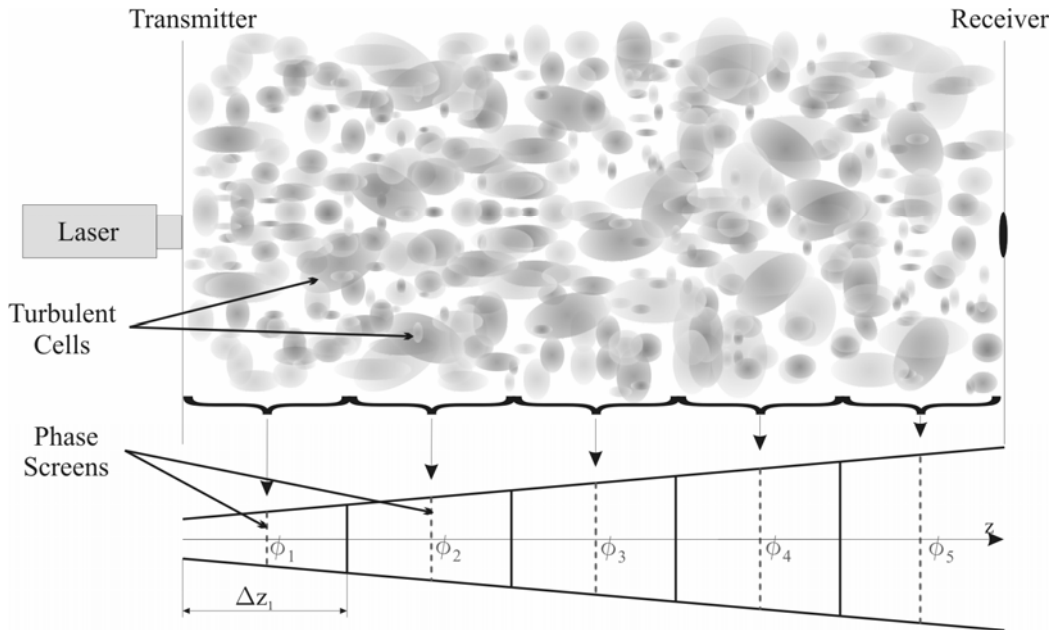 Transmitter
Receiver
Laser
Turbulent
Cells
Phase
Screens
z
ϕ1
ϕ2
ϕ3
ϕ4
ϕ5
Δz1